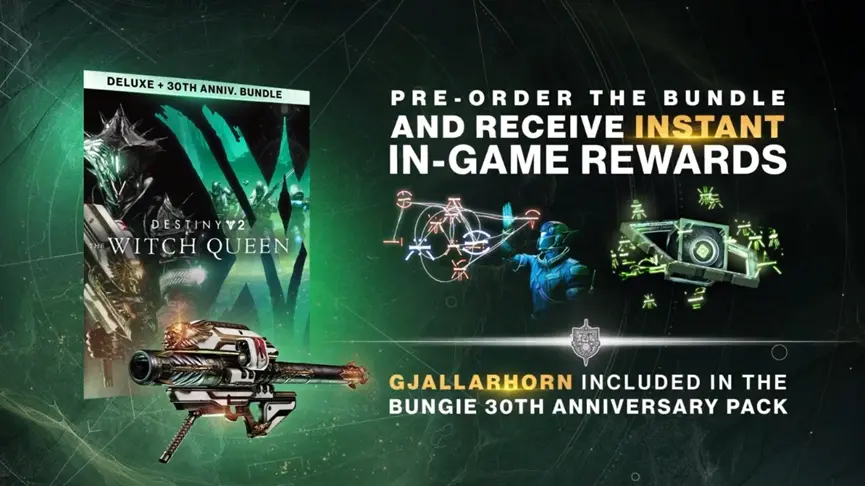 DELUXE + 30TH ANNIV. BUNDLE
DESTINY 2
THE WITCH QUEEN
PRE-ORDER THE BUNDLE
AND RECEIVE INSTANT
IN-GAME REWARDS
GJALLARHORN INCLUDED IN THE
BUNGIE 30TH ANNIVERSARY PACK